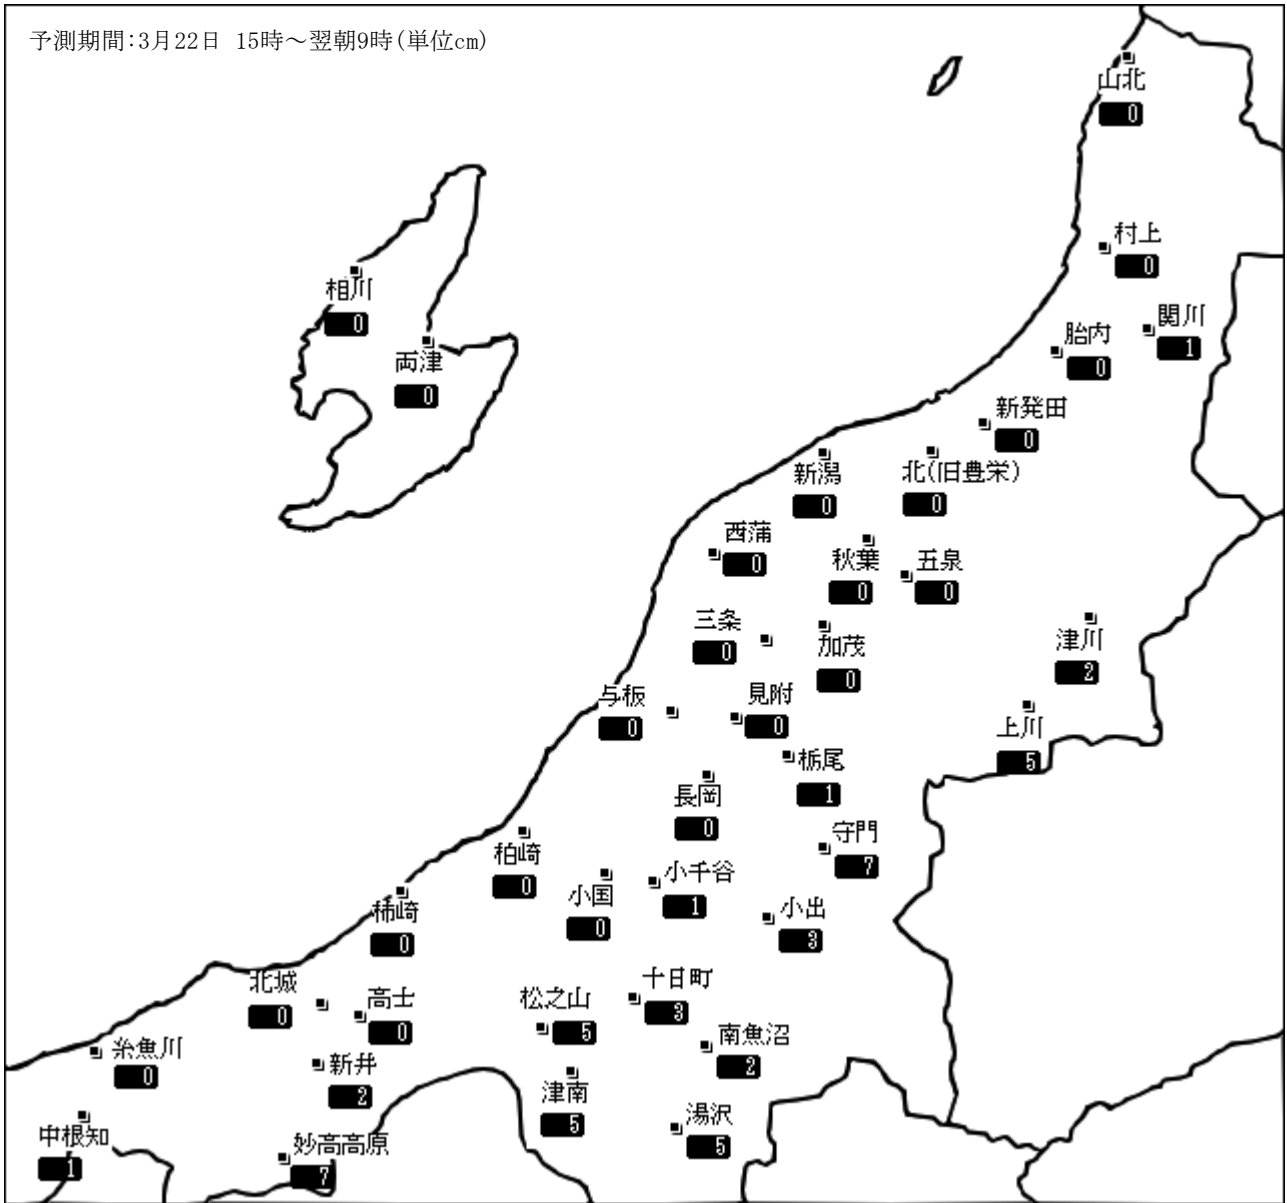 予測期間:3月22日 15時～翌朝9時(単位cm)
山北
0
村上
0
相川
0
関川
1
胎内
0
両津
0
新発田
0
新潟
0
北(旧豊栄)
0
西蒲
0
秋葉
0
五泉
0
三条
0
加茂
0
津川
2
与板
0
見附
0
上川
5
栃尾
1
長岡
0
守門
7
柏崎
0
小国
0
小千谷
1
小出
3
柿崎
0
北城
0
高士
0
松之山
5
十日町
3
南魚沼
2
糸魚川
0
新井
2
津南
5
湯沢
5
中根知
1
妙高高原
7